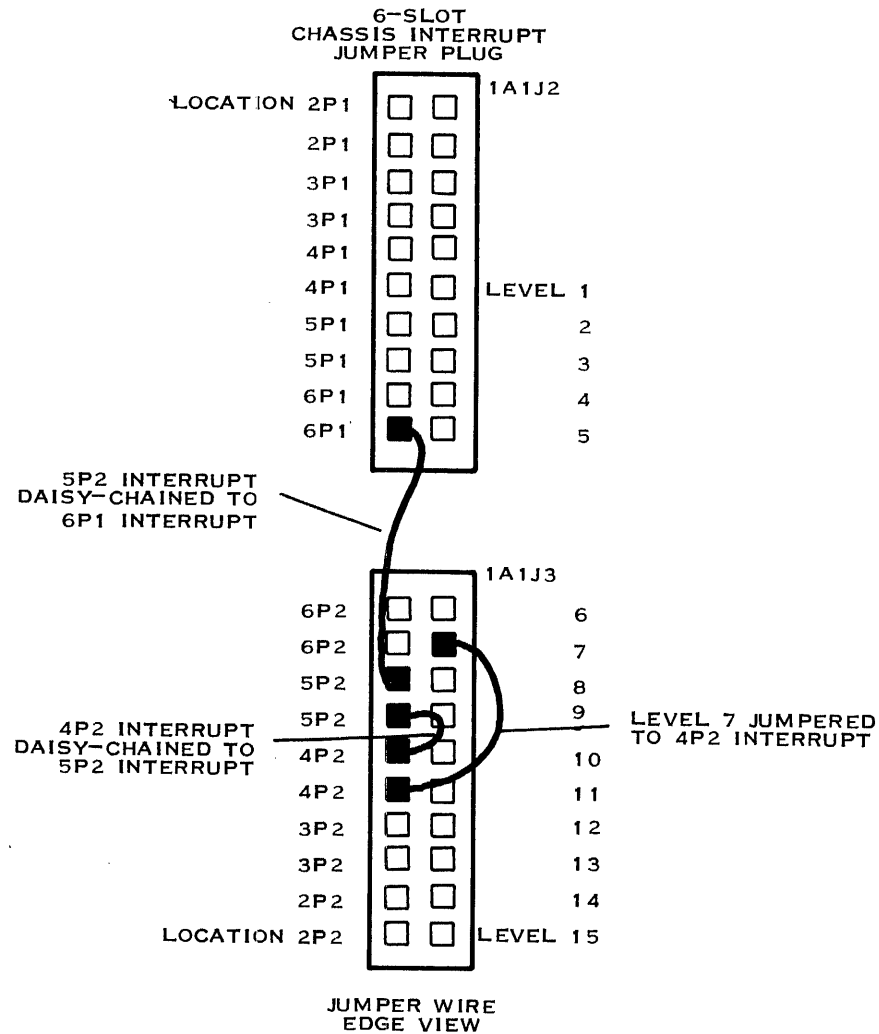 6-SLOT
CHASSIS INTERRUPT
JUMPER PLUG
1A1J2
LOCATION 2P1
2P1
3P1
3P1
4P1
4P1 LEVEL 1
5P1 2
5P1 3
6P1 4
6P1 5
5P2 INTERRUPT
DAISY-CHAINED TO
6P1 INTERRUPT
1A1J3
6P2 6
6P2 7
5P2 8
5P2 9
4P2 10
4P2 11
4P2 INTERRUPT
DAISY-CHAINED TO
5P2 INTERRUPT
LEVEL 7 JUMPERED
TO 4P2 INTERRUPT
3P2 12
3P2 13
2P2 14
LOCATION 2P2 LEVEL 15
JUMPER WIRE
EDGE VIEW